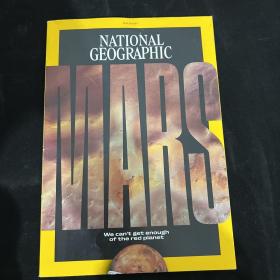 NATIONAL
GEOGRAPHIC
MARS
We can't get enough
of the red planet